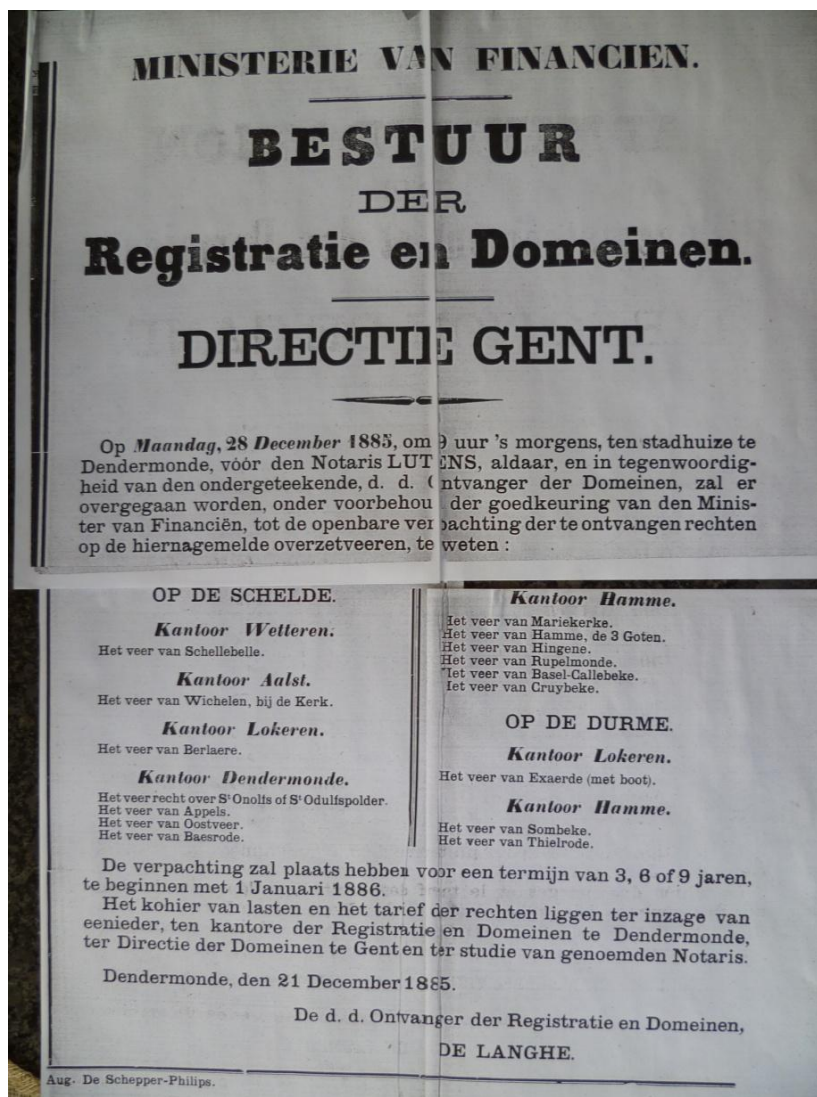 MINISTERIE VAN FINANCIEN.
BESTUUR
DER
Registratie en Domeinen.
DIRECTIE GENT.
Op Maandag, 28 December 1885, om 9 uur 's morgens, ten stadhuize te
Dendermonde, vóór den Notaris LUTENS, aldaar, en in tegenwoordig-
heid van den ondergeteekende, d. d. Ontvanger der Domeinen, zal er
overgegaan worden, onder voorbehoud der goedkeuring van den Minis-
ter van Financiën, tot de openbare verpachting der te ontvangen rechten
op de hiernagemelde overzetveeren, te weten :
OP DE SCHELDE.
Kantoor Wetteren.
Het veer van Schellebelle.
Kantoor Aalst.
Het veer van Wichelen, bij de Kerk.
Kantoor Lokeren.
Het veer van Berlaere.
Kantoor Dendermonde.
Het veerrecht over St Onolfs of St Odulfspolder.
Het veer van Appels.
Het veer van Oostveer.
Het veer van Baesrode.
Kantoor Hamme.
Het veer van Mariekerke.
Het veer van Hamme, de 3 Goten.
Het veer van Hingene.
Het veer van Rupelmonde.
Het veer van Basel-Callebeke.
Het veer van Cruybeke.
OP DE DURME.
Kantoor Lokeren.
Het veer van Exaerde (met boot).
Kantoor Hamme.
Het veer van Sombeke.
Het veer van Thielrode.
De verpachting zal plaats hebben voor een termijn van 3, 6 of 9 jaren,
te beginnen met 1 Januari 1886.
Het kohier van lasten en het tarief der rechten liggen ter inzage van
eenieder, ten kantore der Registratie en Domeinen te Dendermonde,
ter Directie der Domeinen te Gent en ter studie van genoemden Notaris.
Dendermonde, den 21 December 1885.
De d. d. Ontvanger der Registratie en Domeinen,
DE LANGHE.
Aug. De Schepper-Philips.